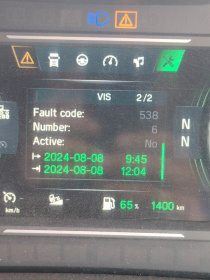 VIS 2/2
Fault code: 538
Number: 6
Active: No
2024-08-08 9:45
2024-08-08 12:04
N
N
km/h
65% 1400 km